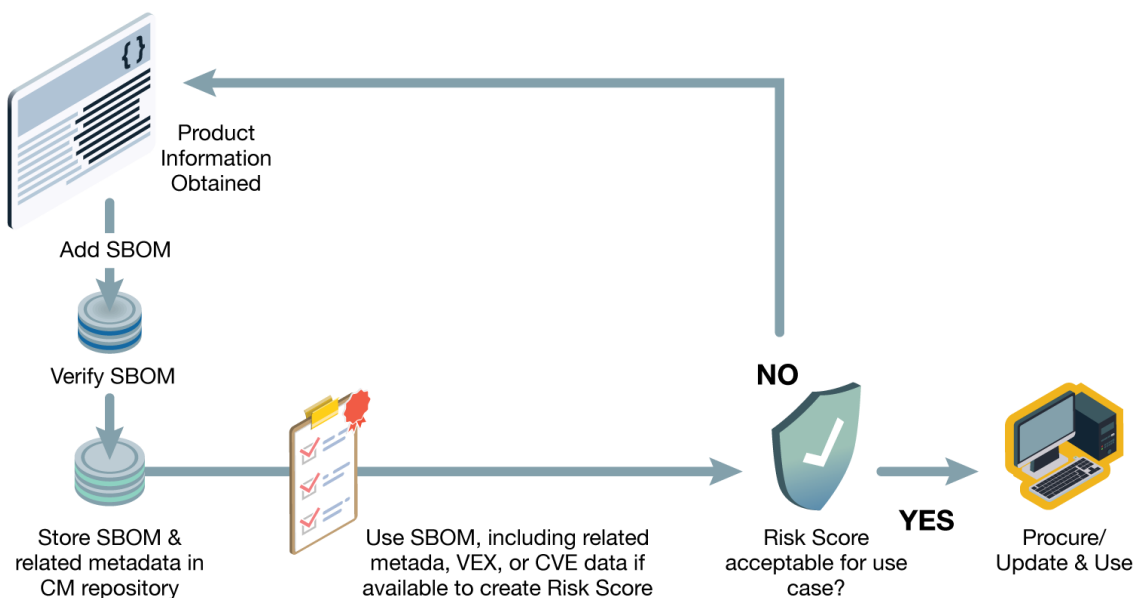 {}
Product
Information
Obtained
Add SBOM
Verify SBOM
Store SBOM &
related metadata in
CM repository
Use SBOM, including related
metada, VEX, or CVE data if
available to create Risk Score
NO
Risk Score
acceptable for use
case?
YES
Procure/
Update & Use